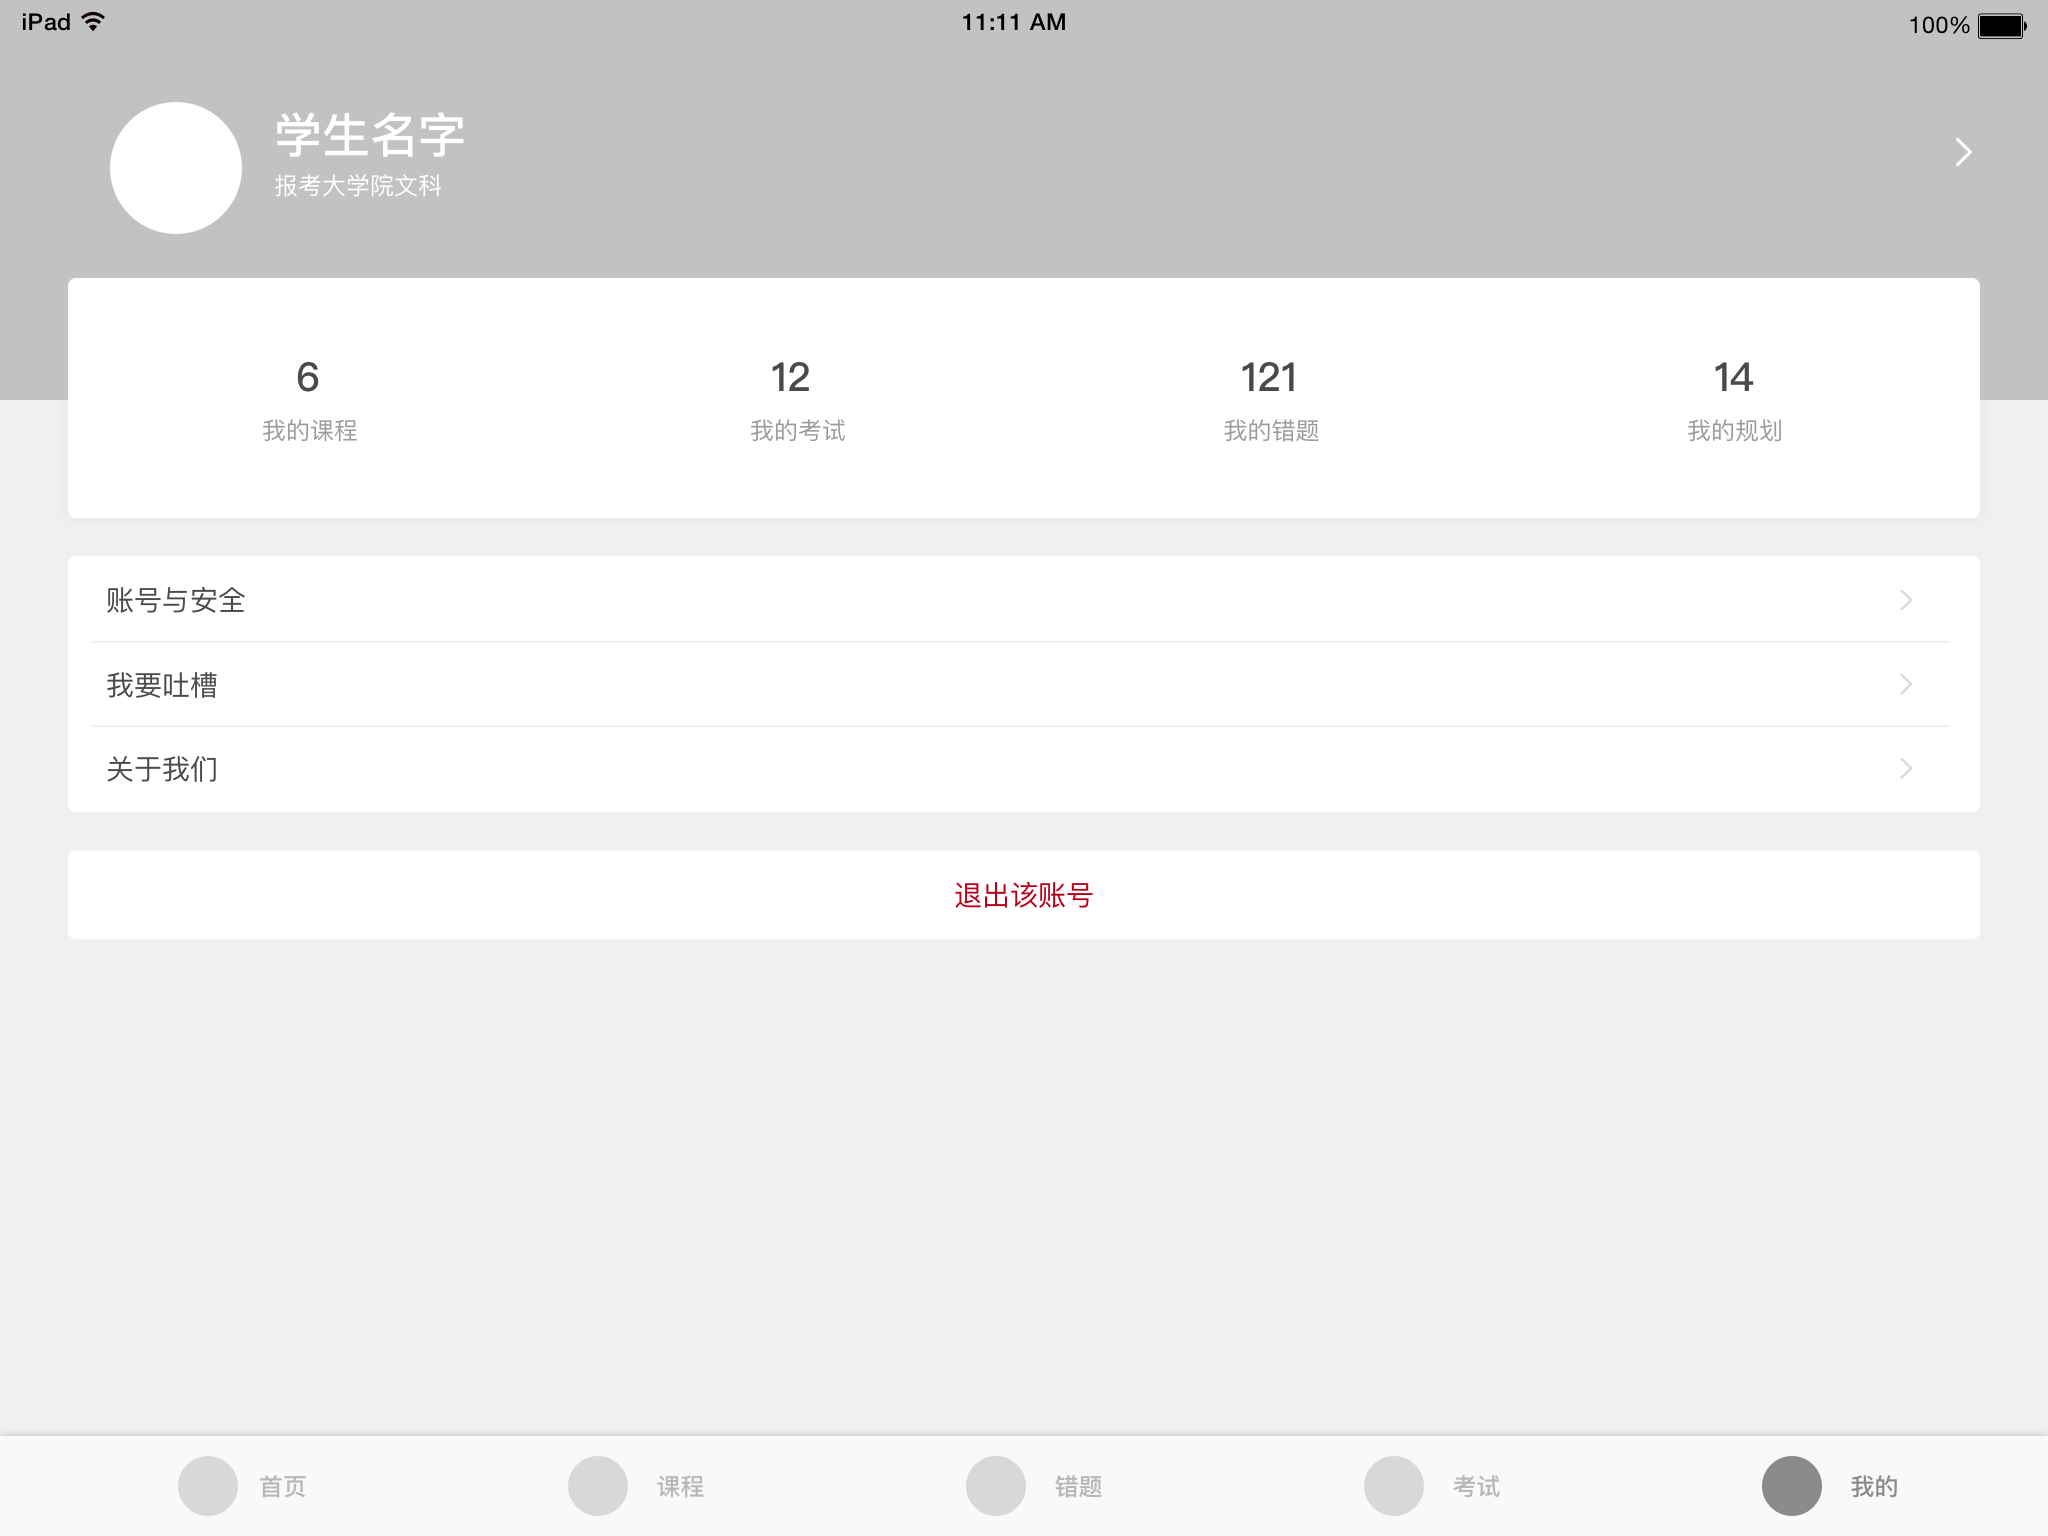 iPad 11:11 AM 100%
学生名字
报考大学院文科
6 12 121 14
我的课程 我的考试 我的错题 我的规划
账号与安全
我要吐槽
关于我们
退出该账号
首页 课程 错题 考试 我的